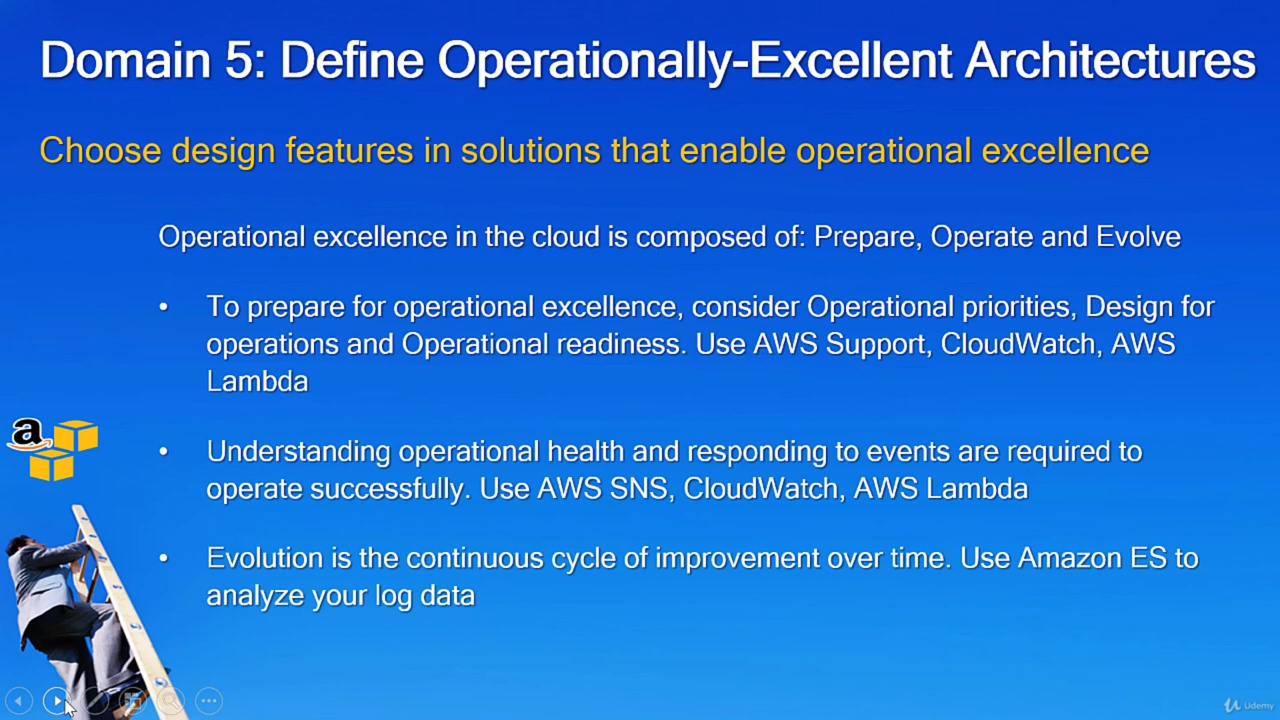 Domain 5: Define Operationally-Excellent Architectures
Choose design features in solutions that enable operational excellence
Operational excellence in the cloud is composed of: Prepare, Operate and Evolve
• To prepare for operational excellence, consider Operational priorities, Design for
operations and Operational readiness. Use AWS Support, CloudWatch, AWS
Lambda
• Understanding operational health and responding to events are required to
operate successfully. Use AWS SNS, CloudWatch, AWS Lambda
• Evolution is the continuous cycle of improvement over time. Use Amazon ES to
analyze your log data
a
Udemy